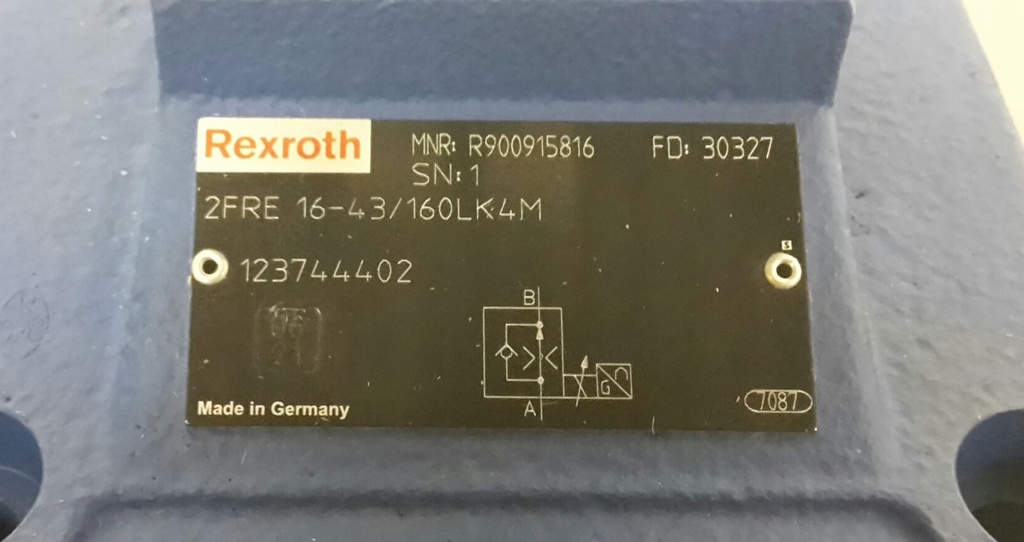 Rexroth MNR: R900915816 FD: 30327
SN: 1
2FRE 16-43/160LK4M
S
123744402
B
G
A
Made in Germany
7087